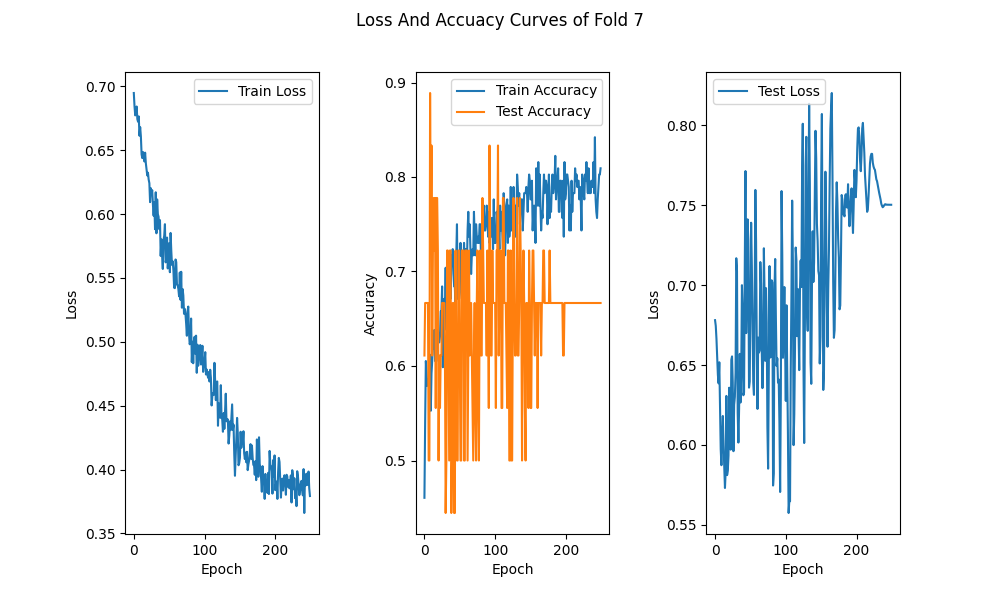 Loss And Accuacy Curves of Fold 7
Train Loss
0.70
0.65
0.60
0.55
0.50
0.45
0.40
0.35
Loss
0
100
200
Epoch
Train Accuracy
Test Accuracy
0.9
0.8
0.7
0.6
0.5
Accuracy
0
100
200
Epoch
Test Loss
0.80
0.75
0.70
0.65
0.60
0.55
Loss
0
100
200
Epoch